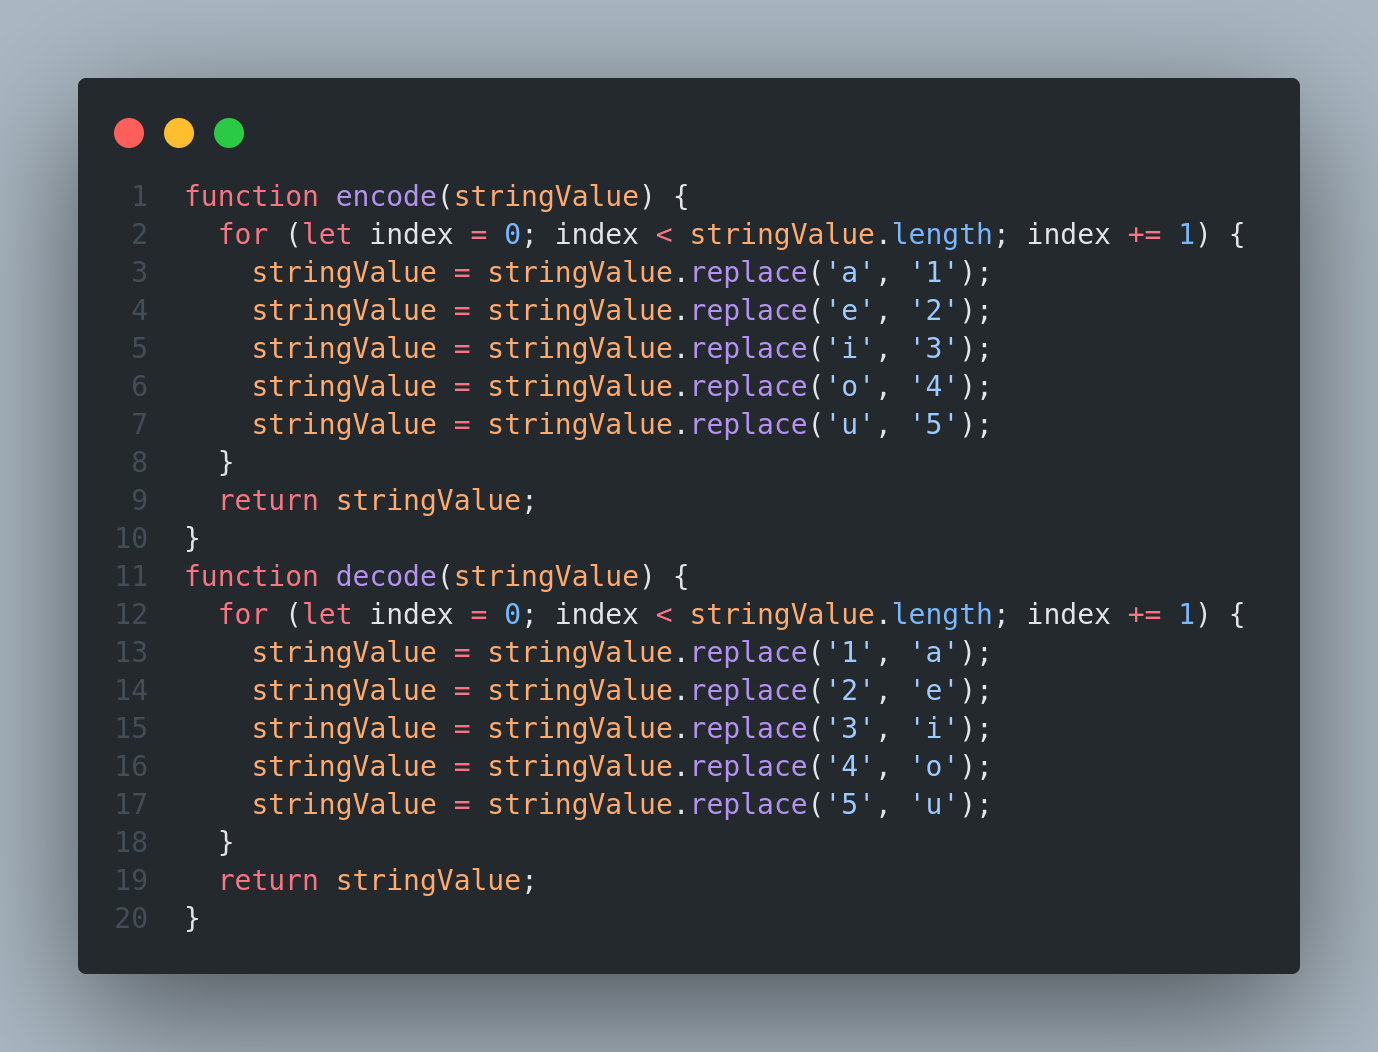 1 function encode(stringValue) {
2   for (let index = 0; index < stringValue.length; index += 1) {
3     stringValue = stringValue.replace('a', '1');
4     stringValue = stringValue.replace('e', '2');
5     stringValue = stringValue.replace('i', '3');
6     stringValue = stringValue.replace('o', '4');
7     stringValue = stringValue.replace('u', '5');
8   }
9   return stringValue;
10 }
11 function decode(stringValue) {
12   for (let index = 0; index < stringValue.length; index += 1) {
13     stringValue = stringValue.replace('1', 'a');
14     stringValue = stringValue.replace('2', 'e');
15     stringValue = stringValue.replace('3', 'i');
16     stringValue = stringValue.replace('4', 'o');
17     stringValue = stringValue.replace('5', 'u');
18   }
19   return stringValue;
20 }